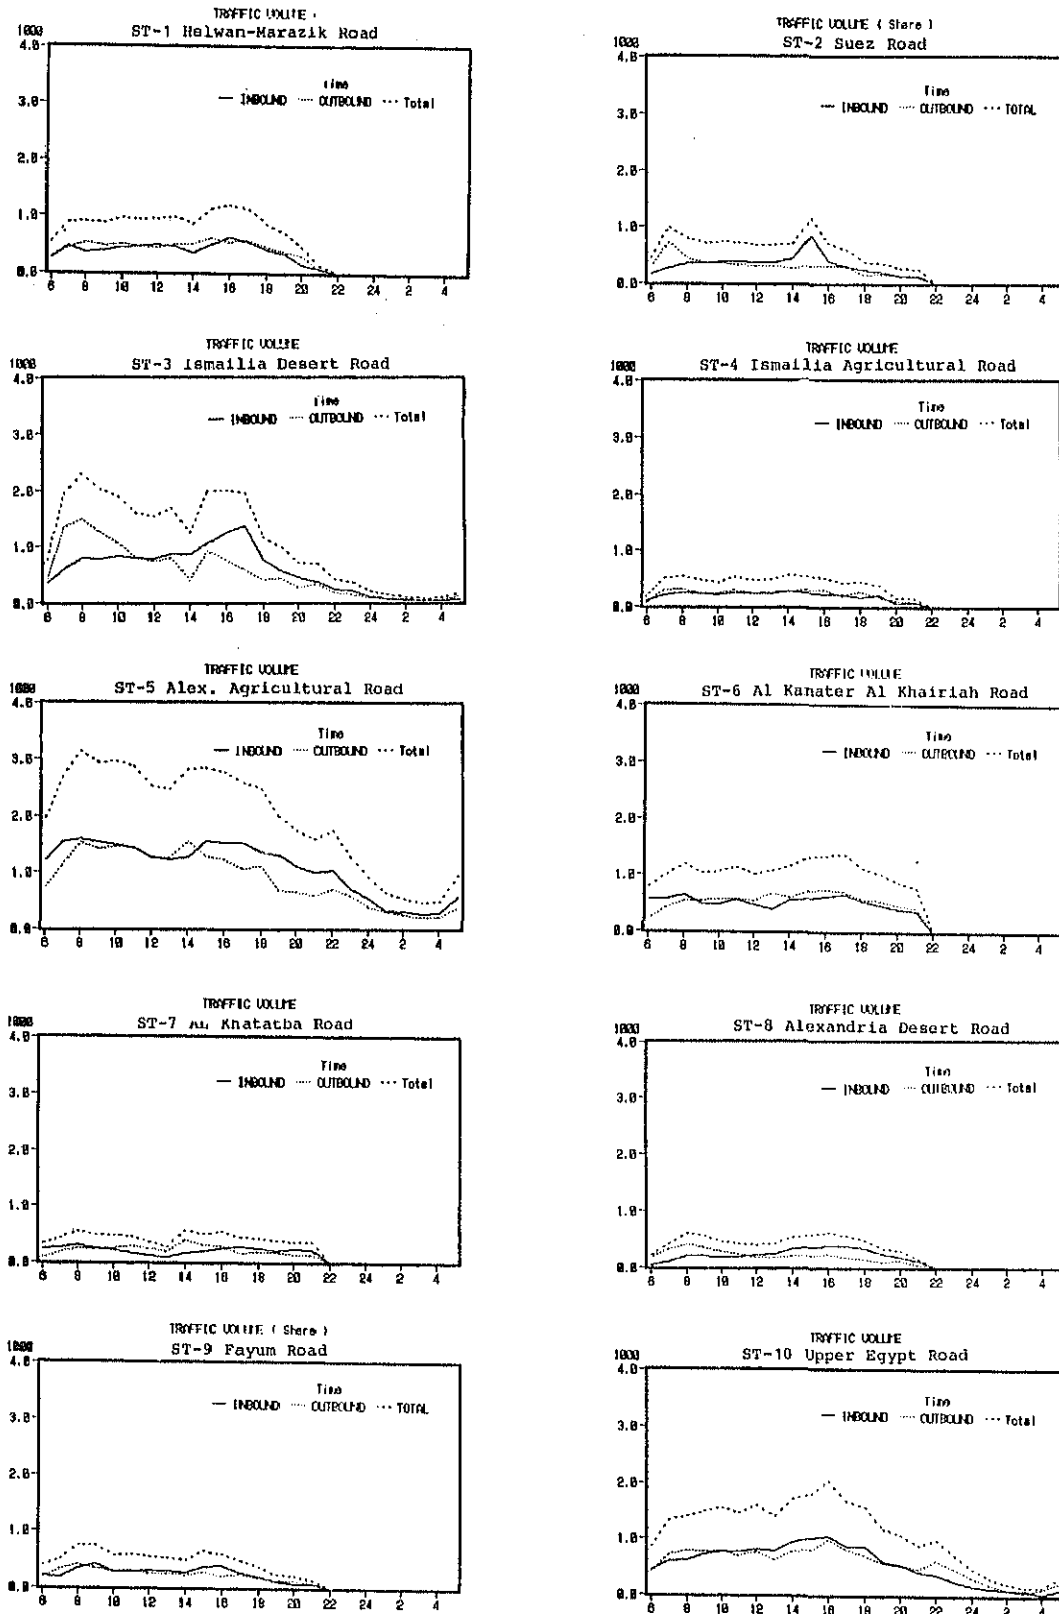 TRAFFIC VOLUME
ST-1 Helwan-Marazik Road
1000
4.0
Time
INBOUND OUTBOUND Total
3.0
2.0
1.0
0.0
6 8 10 12 14 16 18 20 22 24 2 4
TRAFFIC VOLUME ( Share )
ST-2 Suez Road
1000
4.0
Time
INBOUND OUTBOUND TOTAL
3.0
2.0
1.0
0.0
6 8 10 12 14 16 18 20 22 24 2 4
TRAFFIC VOLUME
ST-3 Ismailia Desert Road
1000
4.0
Time
INBOUND OUTBOUND Total
3.0
2.0
1.0
0.0
6 8 10 12 14 16 18 20 22 24 2 4
TRAFFIC VOLUME
ST-4 Ismailia Agricultural Road
1000
4.0
Time
INBOUND OUTBOUND Total
3.0
2.0
1.0
0.0
6 8 10 12 14 16 18 20 22 24 2 4
TRAFFIC VOLUME
ST-5 Alex. Agricultural Road
1000
4.0
Time
INBOUND OUTBOUND Total
3.0
2.0
1.0
0.0
6 8 10 12 14 16 18 20 22 24 2 4
TRAFFIC VOLUME
ST-6 Al Kanater Al Khairiah Road
1000
4.0
Time
INBOUND OUTBOUND Total
3.0
2.0
1.0
0.0
6 8 10 12 14 16 18 20 22 24 2 4
TRAFFIC VOLUME
ST-7 AL Khatatba Road
1000
4.0
Time
INBOUND OUTBOUND Total
3.0
2.0
1.0
0.0
6 8 10 12 14 16 18 20 22 24 2 4
TRAFFIC VOLUME
ST-8 Alexandria Desert Road
1000
4.0
Time
INBOUND OUTBOUND Total
3.0
2.0
1.0
0.0
6 8 10 12 14 16 18 20 22 24 2 4
TRAFFIC VOLUME ( Share )
ST-9 Fayum Road
1000
4.0
Time
INBOUND OUTBOUND TOTAL
3.0
2.0
1.0
0.0
6 8 10 12 14 16 18 20 22 24 2 4
TRAFFIC VOLUME
ST-10 Upper Egypt Road
1000
4.0
Time
INBOUND OUTBOUND Total
3.0
2.0
1.0
0.0
6 8 10 12 14 16 18 20 22 24 2 4